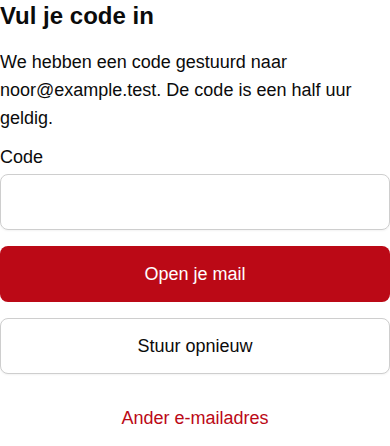 Vul je code in
We hebben een code gestuurd naar
noor@example.test. De code is een half uur
geldig.
Code
Open je mail
Stuur opnieuw
Ander e-mailadres